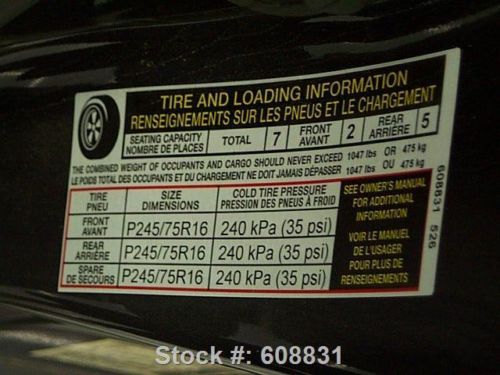 TIRE AND LOADING INFORMATION
RENSEIGNEMENTS SUR LES PNEUS ET LE CHARGEMENT
SEATING CAPACITY
NOMBRE DE PLACES
TOTAL 7
FRONT
AVANT
2
REAR
ARRIÈRE
5
THE COMBINED WEIGHT OF OCCUPANTS AND CARGO SHOULD NEVER EXCEED 1047 lbs OR 475 kg
LE POIDS TOTAL DES OCCUPANTS ET DU CHARGEMENT NE DOIT JAMAIS DÉPASSER 1047 lbs OU 475 kg
TIRE
PNEU
SIZE
DIMENSIONS
COLD TIRE PRESSURE
PRESSION DES PNEUS À FROID
FRONT
AVANT
P245/75R16 240 kPa (35 psi)
REAR
ARRIÈRE
P245/75R16 240 kPa (35 psi)
SPARE
DE SECOURS
P245/75R16 240 kPa (35 psi)
SEE OWNER'S MANUAL
FOR ADDITIONAL
INFORMATION
VOIR LE MANUEL
DE L'USAGER
POUR PLUS DE
RENSEIGNEMENTS
608831 526
Stock #: 608831